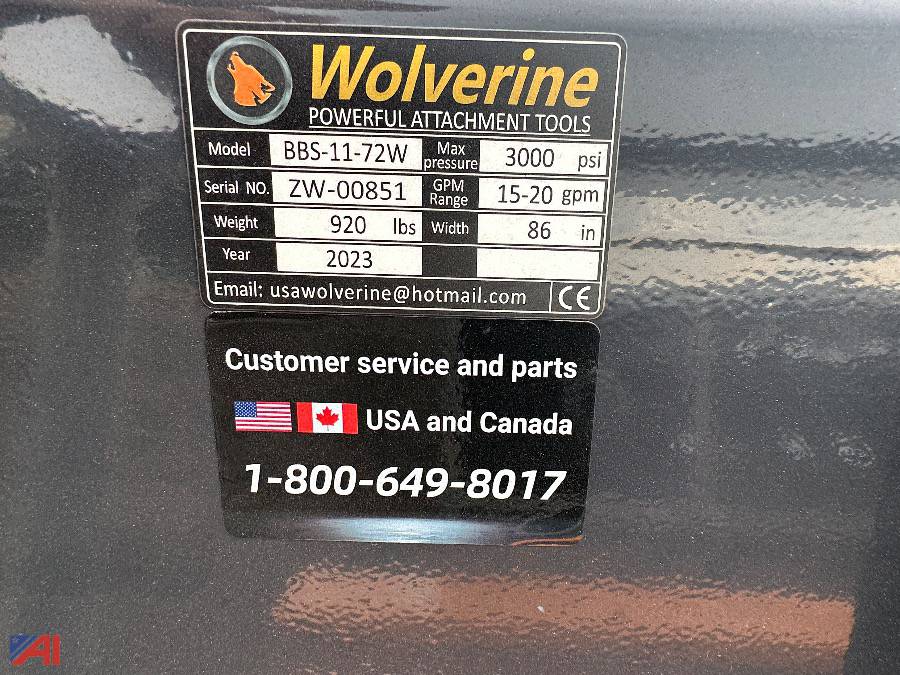 Wolverine
POWERFUL ATTACHMENT TOOLS
Model BBS-11-72W Max pressure 3000 psi
Serial NO. ZW-00851 GPM Range 15-20 gpm
Weight 920 lbs Width 86 in
Year 2023
Email: usawolverine@hotmail.com CE
Customer service and parts
USA and Canada
1-800-649-8017
AI